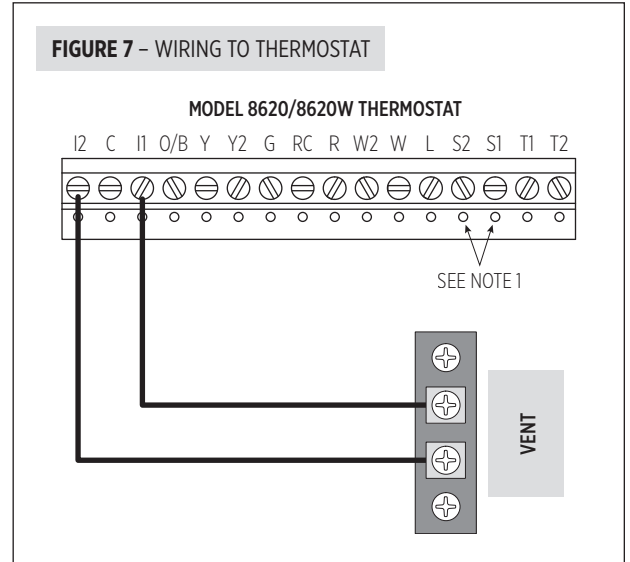 FIGURE 7 – WIRING TO THERMOSTAT
MODEL 8620/8620W THERMOSTAT
I2 C I1 O/B Y Y2 G RC R W2 W L S2 S1 T1 T2
SEE NOTE 1
VENT